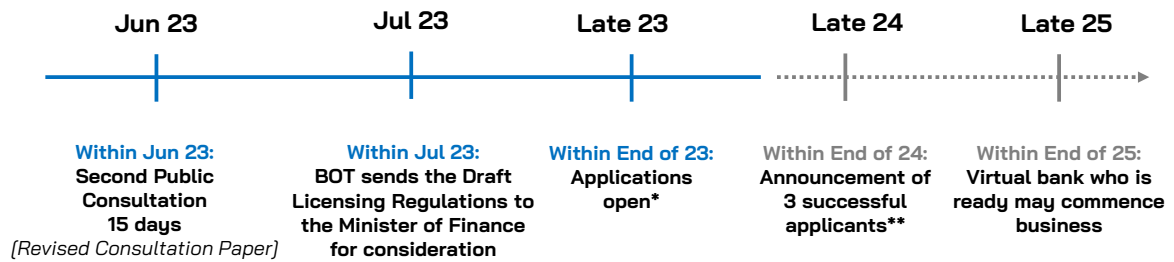 Jun 23
Jul 23
Late 23
Late 24
Late 25
Within Jun 23:
Second Public
Consultation
15 days
(Revised Consultation Paper)
Within Jul 23:
BOT sends the Draft
Licensing Regulations to
the Minister of Finance
for consideration
Within End of 23:
Applications
open*
Within End of 24:
Announcement of
3 successful
applicants**
Within End of 25:
Virtual bank who is
ready may commence
business